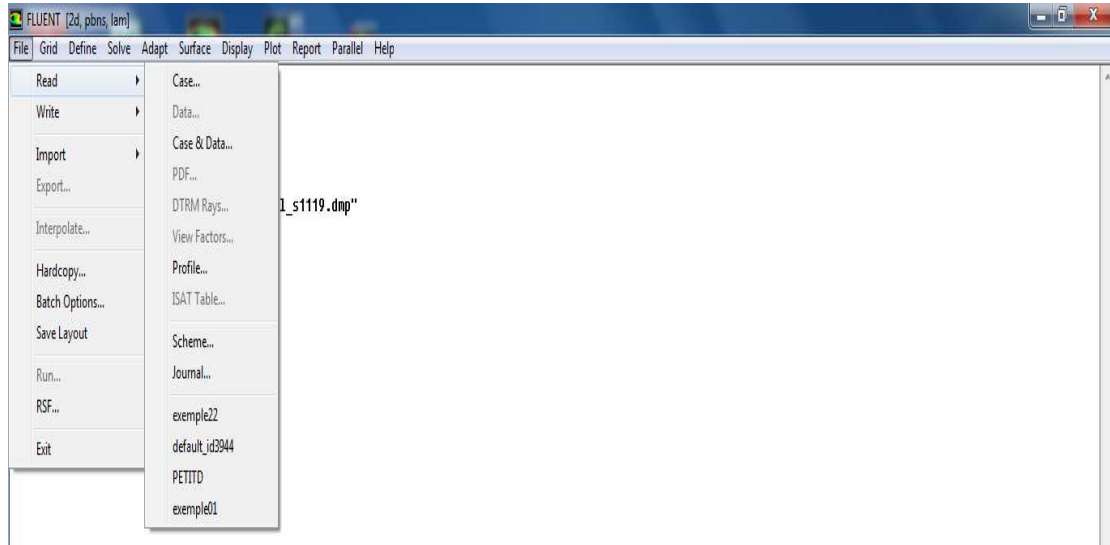 FLUENT [2d, pbns, lam]
File Grid Define Solve Adapt Surface Display Plot Report Parallel Help
Read
Write
Import
Export...
Interpolate...
Hardcopy...
Batch Options...
Save Layout
Run...
RSF...
Exit
Case...
Data...
Case & Data...
PDF...
DTRM Rays...
View Factors...
Profile...
ISAT Table...
Scheme...
Journal...
exemple22
default_id3944
PETITD
exemple01
l_s1119.dmp"